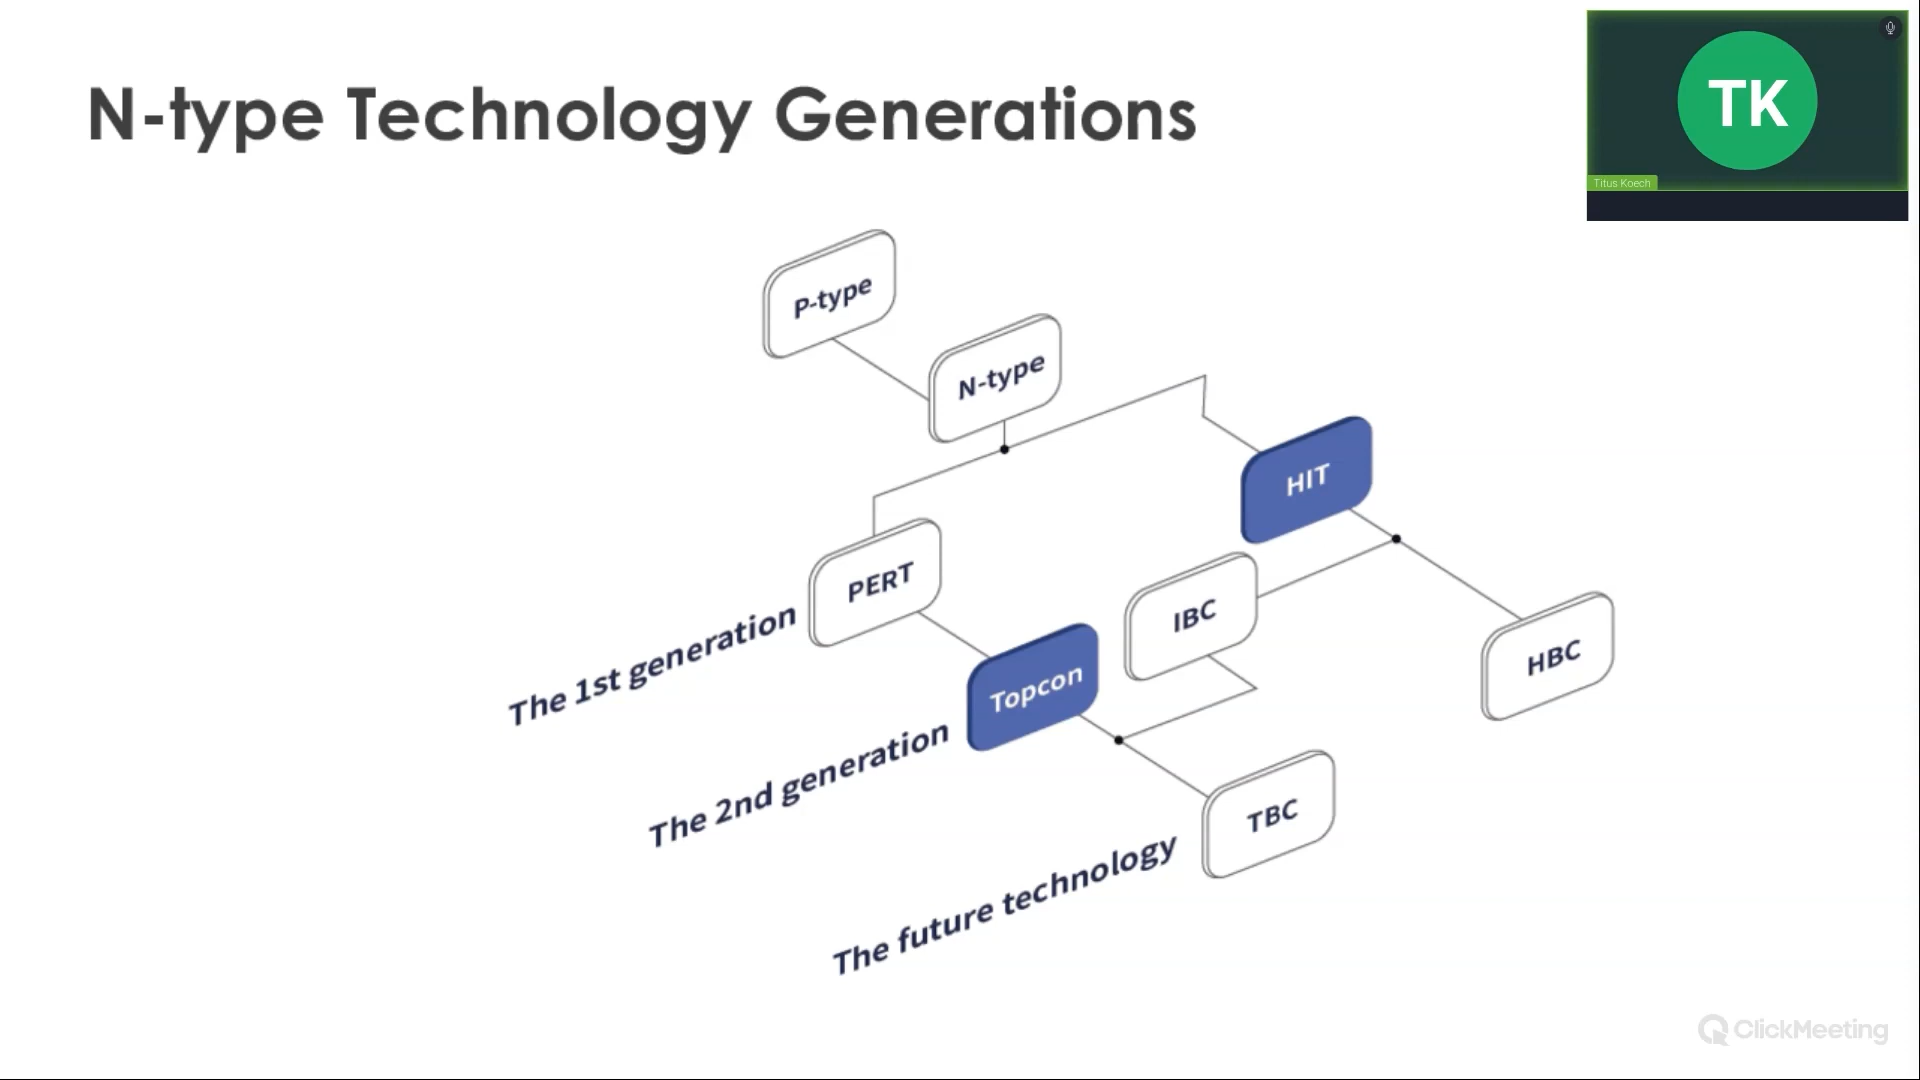 N-type Technology Generations
TK
Titus Koech
P-type
N-type
HIT
PERT
IBC
HBC
The 1st generation
Topcon
The 2nd generation
TBC
The future technology
ClickMeeting